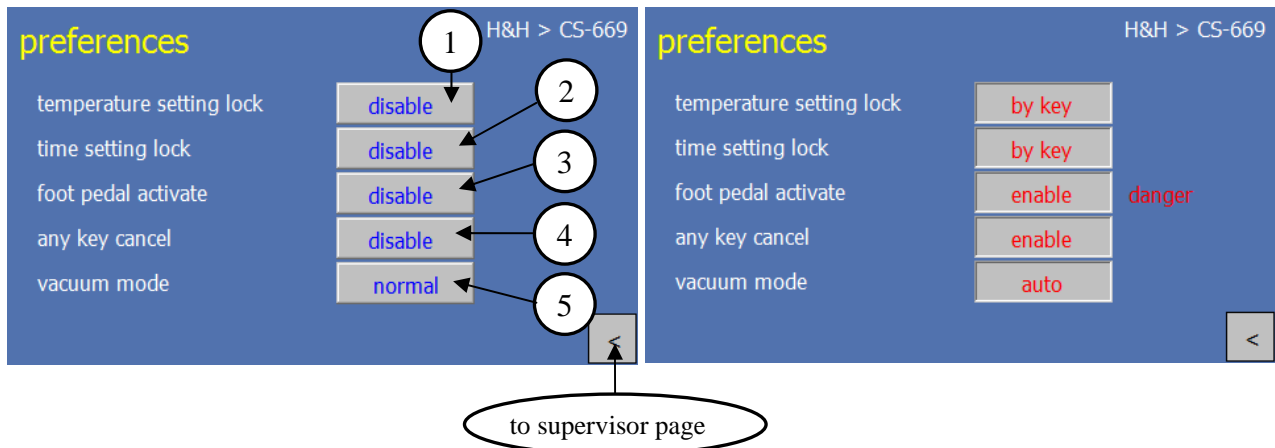 preferences
H&H > CS-669
temperature setting lock disable
time setting lock disable
foot pedal activate disable
any key cancel disable
vacuum mode normal
<
1
2
3
4
5
preferences
H&H > CS-669
temperature setting lock by key
time setting lock by key
foot pedal activate enable danger
any key cancel enable
vacuum mode auto
<
to supervisor page